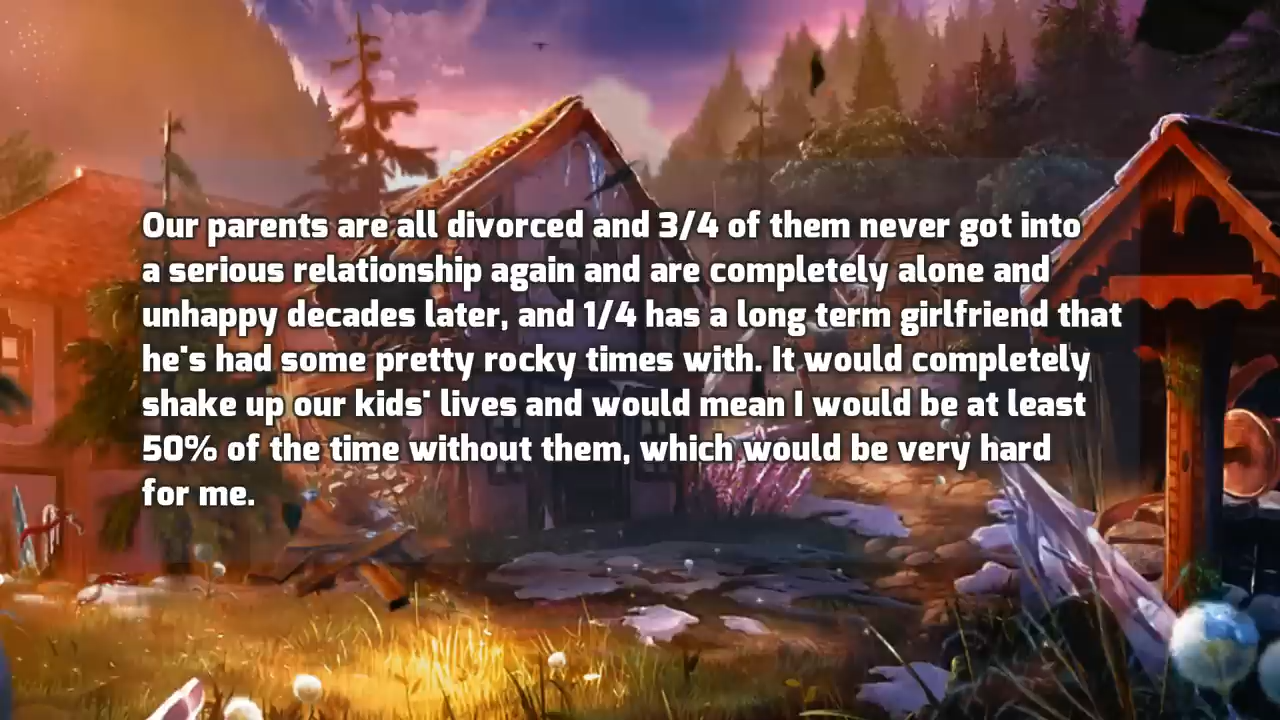 Our parents are all divorced and 3/4 of them never got into
a serious relationship again and are completely alone and
unhappy decades later, and 1/4 has a long term girlfriend that
he's had some pretty rocky times with. It would completely
shake up our kids' lives and would mean I would be at least
50% of the time without them, which would be very hard
for me.